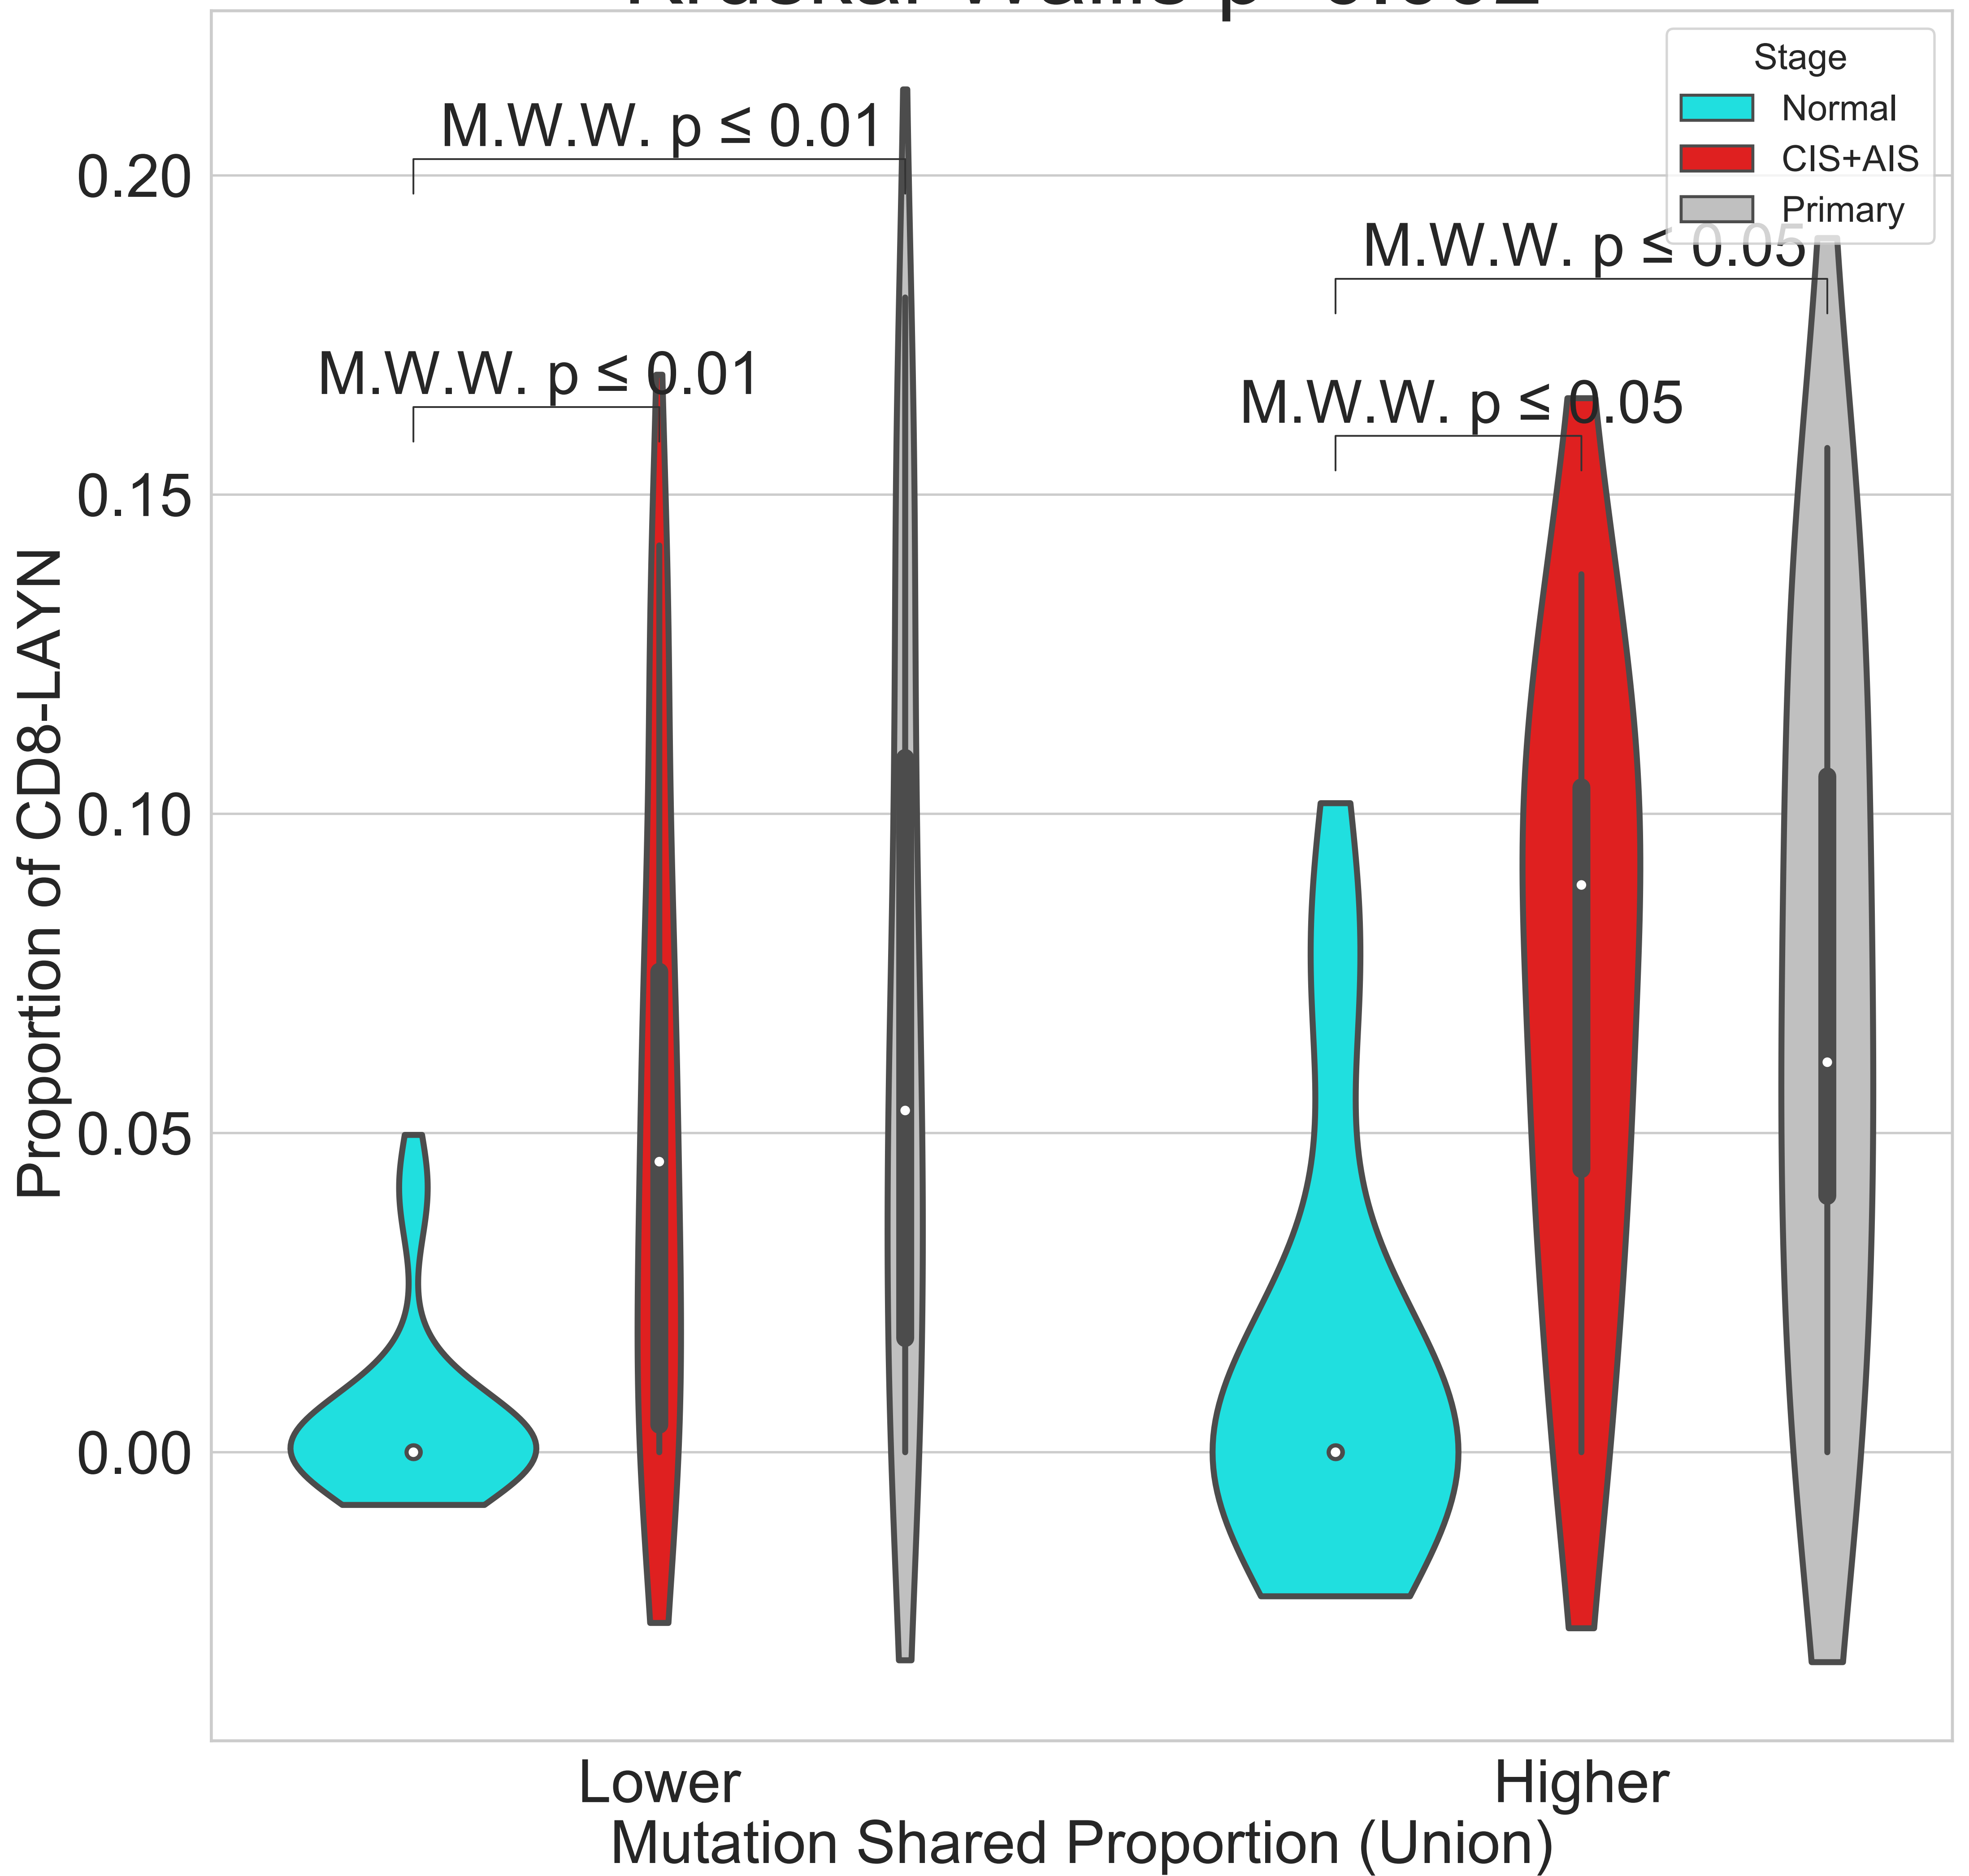 Stage
Normal
CIS+AIS
Primary
M.W.W. p ≤ 0.01
M.W.W. p ≤ 0.05
M.W.W. p ≤ 0.01
M.W.W. p ≤ 0.05
0.20
0.15
0.10
0.05
0.00
Proportion of CD8-LAYN
Lower
Higher
Mutation Shared Proportion (Union)